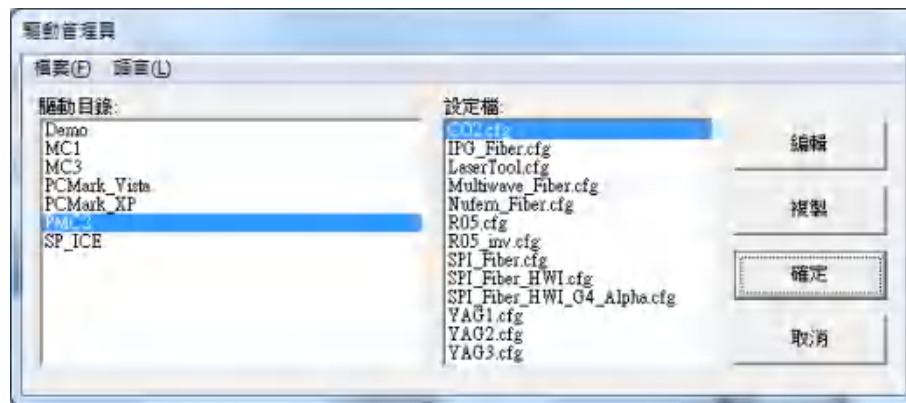 驅動管理員
檔案(F) 語言(L)
驅動目錄:
Demo
MC1
MC3
PCMark_Vista
PCMark_XP
PMC3
SP_ICE
設定檔:
CO2.cfg
IPG_Fiber.cfg
LaserTool.cfg
Multiwave_Fiber.cfg
Nufern_Fiber.cfg
R05.cfg
R05_inv.cfg
SPI_Fiber.cfg
SPI_Fiber_HWI.cfg
SPI_Fiber_HWI_G4_Alpha.cfg
YAG1.cfg
YAG2.cfg
YAG3.cfg
編輯
複製
確定
取消